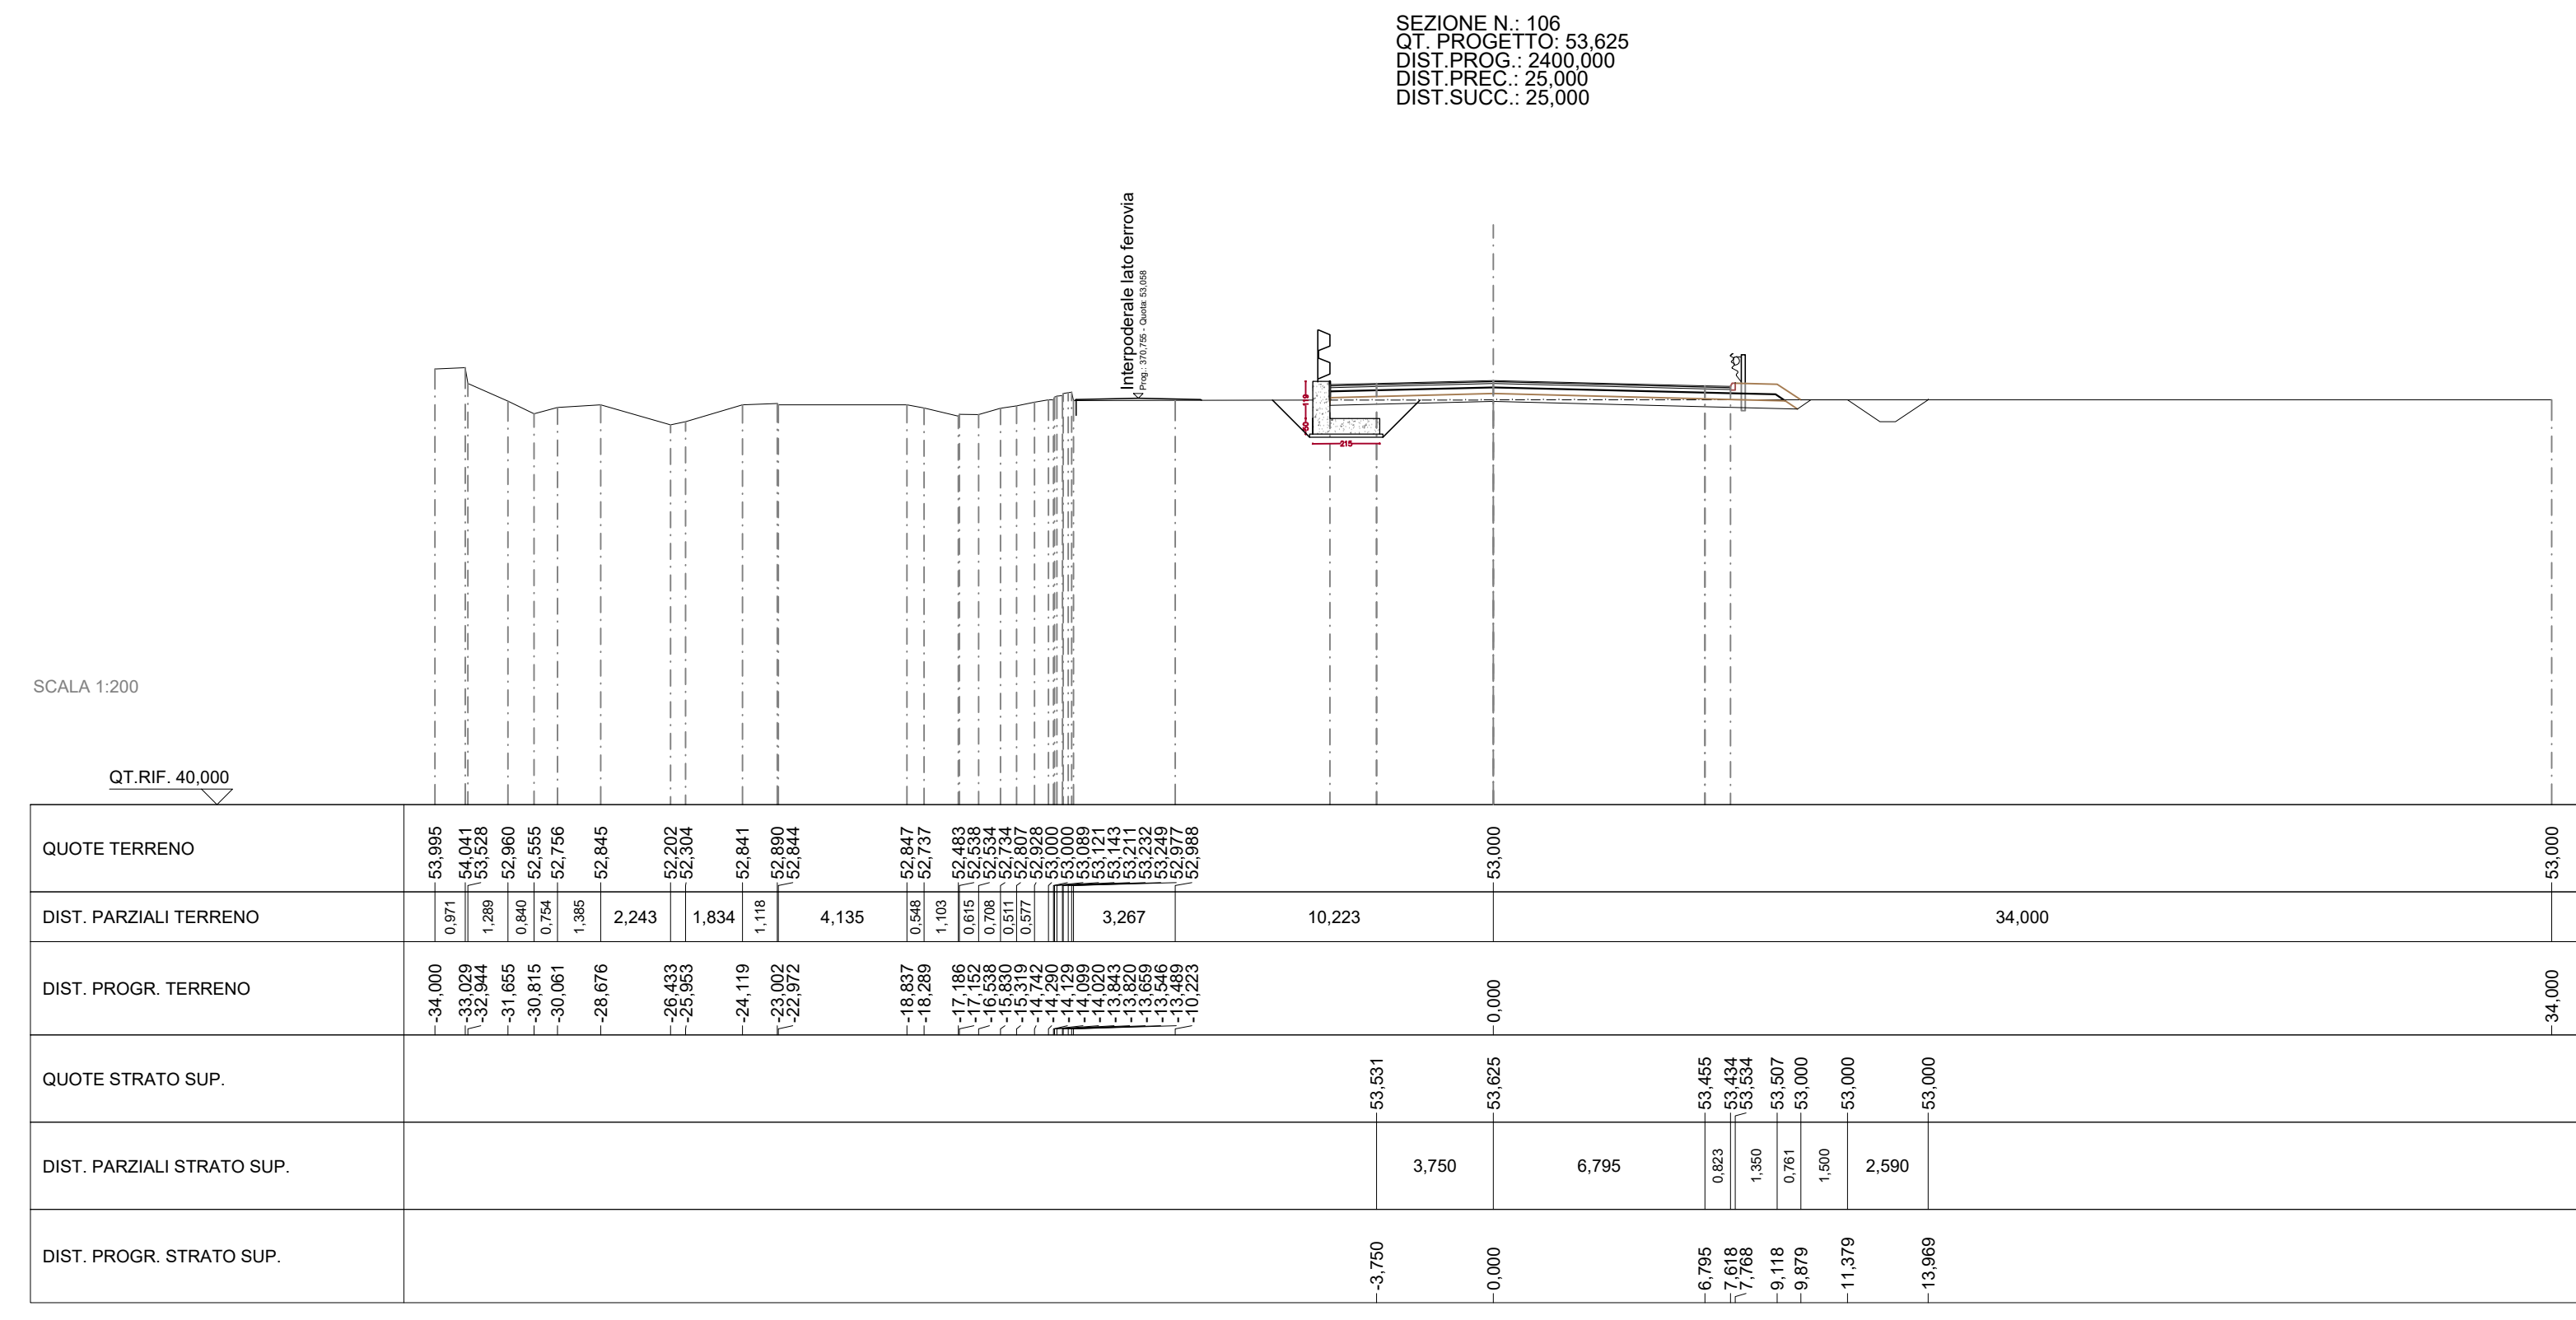 SEZIONE N.: 106
QT. PROGETTO: 53,625
DIST.PROG.: 2400,000
DIST.PREC.: 25,000
DIST.SUCC.: 25,000
Interpoderale lato ferrovia
Prog.: 370,755 - Quota: 53,058
119
60
215
SCALA 1:200
QT.RIF. 40,000
QUOTE TERRENO 53,995 54,041 53,528 52,960 52,555 52,756 52,845 52,202 52,304 52,841 52,890 52,844 52,847 52,737 52,483 52,538 52,534 52,734 52,807 52,928 53,000 53,000 53,089 53,121 53,143 53,211 53,232 53,249 52,977 52,988 53,000 53,000
DIST. PARZIALI TERRENO 0,971 1,289 0,840 0,754 1,385 2,243 1,834 1,118 4,135 0,548 1,103 0,615 0,708 0,511 0,577 3,267 10,223 34,000
DIST. PROGR. TERRENO -34,000 -33,029 -32,944 -31,655 -30,815 -30,061 -28,676 -26,433 -25,953 -24,119 -23,002 -22,972 -18,837 -18,289 -17,186 -17,152 -16,538 -15,830 -15,319 -14,742 -14,290 -14,129 -14,099 -14,020 -13,843 -13,820 -13,659 -13,546 -13,489 -10,223 0,000 34,000
QUOTE STRATO SUP. 53,531 53,625 53,455 53,434 53,534 53,507 53,000 53,000 53,000
DIST. PARZIALI STRATO SUP. 3,750 6,795 0,823 1,350 0,761 1,500 2,590
DIST. PROGR. STRATO SUP. -3,750 0,000 6,795 7,618 7,768 9,118 9,879 11,379 13,969